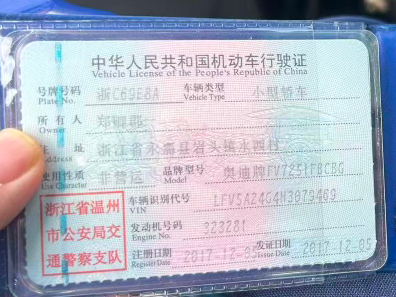 中华人民共和国机动车行驶证
Vehicle License of the People's Republic of China
号牌号码 浙C69E8A 车辆类型 小型轿车
Plate No. Vehicle Type
所有人 郑
Owner
住 址 浙江省永嘉县岩头镇永西村
Address
使用性质 非营运 品牌型号 奥迪牌FV7251FBCBG
Use Character Model
浙江省温州
市公安局交
通警察支队
车辆识别代号 LFV5A24G4H3079469
VIN
发动机号码 323281
Engine No.
注册日期 2017-12-05 发证日期 2017-12-05
Register Date Issue Date